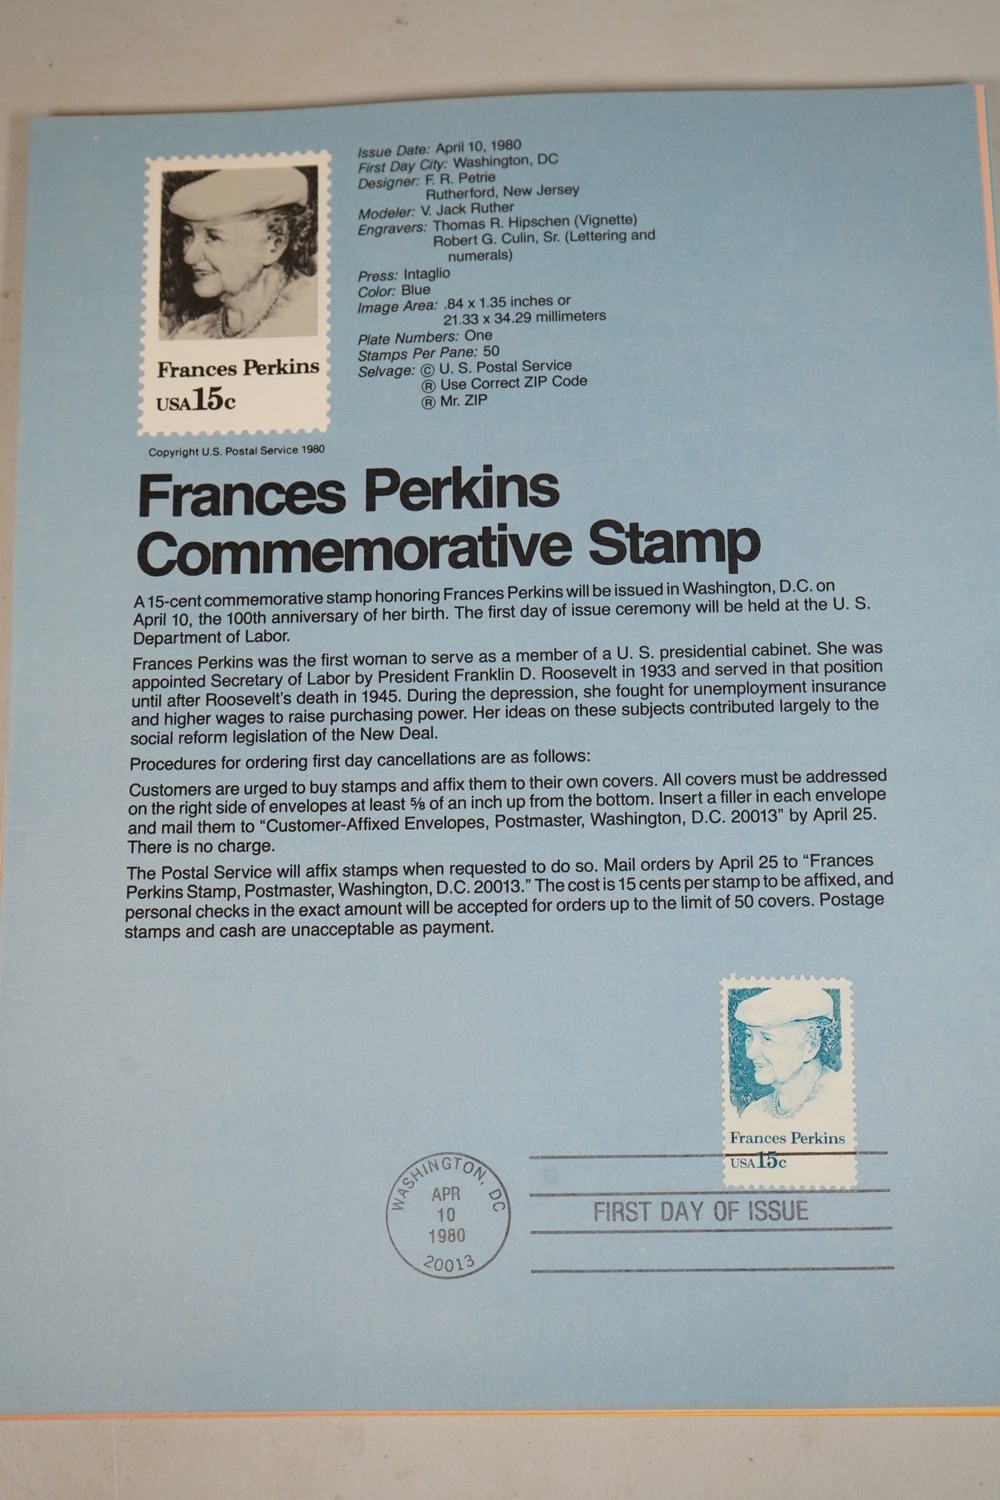 Frances Perkins
USA 15c
Copyright U.S. Postal Service 1980
Issue Date: April 10, 1980
First Day City: Washington, DC
Designer: F. R. Petrie
Rutherford, New Jersey
Modeler: V. Jack Ruther
Engravers: Thomas R. Hipschen (Vignette)
Robert G. Culin, Sr. (Lettering and
numerals)
Press: Intaglio
Color: Blue
Image Area: .84 x 1.35 inches or
21.33 x 34.29 millimeters
Plate Numbers: One
Stamps Per Pane: 50
Selvage: © U. S. Postal Service
® Use Correct ZIP Code
® Mr. ZIP
Frances Perkins
Commemorative Stamp
A 15-cent commemorative stamp honoring Frances Perkins will be issued in Washington, D.C. on
April 10, the 100th anniversary of her birth. The first day of issue ceremony will be held at the U. S.
Department of Labor.
Frances Perkins was the first woman to serve as a member of a U. S. presidential cabinet. She was
appointed Secretary of Labor by President Franklin D. Roosevelt in 1933 and served in that position
until after Roosevelt's death in 1945. During the depression, she fought for unemployment insurance
and higher wages to raise purchasing power. Her ideas on these subjects contributed largely to the
social reform legislation of the New Deal.
Procedures for ordering first day cancellations are as follows:
Customers are urged to buy stamps and affix them to their own covers. All covers must be addressed
on the right side of envelopes at least ⅝ of an inch up from the bottom. Insert a filler in each envelope
and mail them to “Customer-Affixed Envelopes, Postmaster, Washington, D.C. 20013” by April 25.
There is no charge.
The Postal Service will affix stamps when requested to do so. Mail orders by April 25 to “Frances
Perkins Stamp, Postmaster, Washington, D.C. 20013.” The cost is 15 cents per stamp to be affixed, and
personal checks in the exact amount will be accepted for orders up to the limit of 50 covers. Postage
stamps and cash are unacceptable as payment.
Frances Perkins
USA 15c
WASHINGTON, DC
APR
10
1980
20013
FIRST DAY OF ISSUE